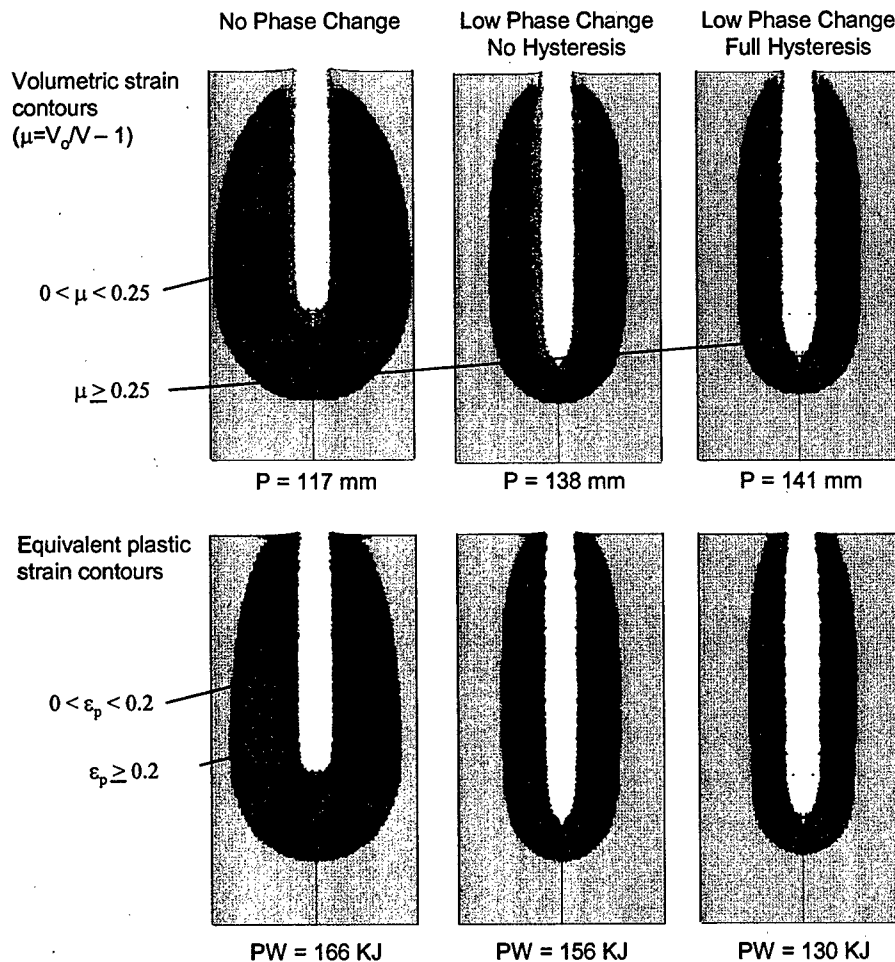 No Phase Change
Low Phase Change
No Hysteresis
Low Phase Change
Full Hysteresis
Volumetric strain
contours
(μ=V₀/V – 1)
0 < μ < 0.25
μ ≥ 0.25
P = 117 mm
P = 138 mm
P = 141 mm
Equivalent plastic
strain contours
0 < εₚ < 0.2
εₚ ≥ 0.2
PW = 166 KJ
PW = 156 KJ
PW = 130 KJ